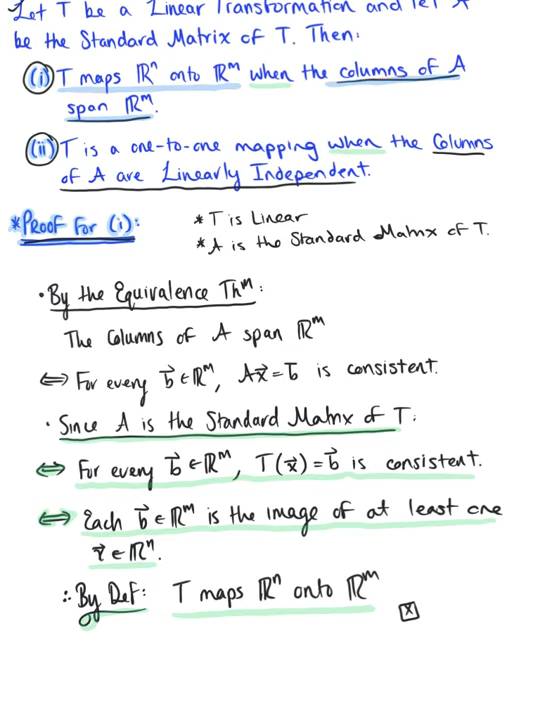 Let T be a Linear Transformation and let A
be the Standard Matrix of T. Then:
(i) T maps ℝⁿ onto ℝᵐ when the columns of A
span ℝᵐ.
(ii) T is a one-to-one mapping when the Columns
of A are Linearly Independent.
*Proof For (i):
* T is Linear
* A is the Standard Matrix of T.
• By the Equivalence Thᵐ:
The Columns of A span ℝᵐ
⟺ For every b⃗ ∈ ℝᵐ, Ax⃗ = b⃗ is consistent.
• Since A is the Standard Matrix of T:
⟺ For every b⃗ ∈ ℝᵐ, T(x⃗) = b⃗ is consistent.
⟺ Each b⃗ ∈ ℝᵐ is the image of at least one
x⃗ ∈ ℝⁿ.
∴ By Def: T maps ℝⁿ onto ℝᵐ